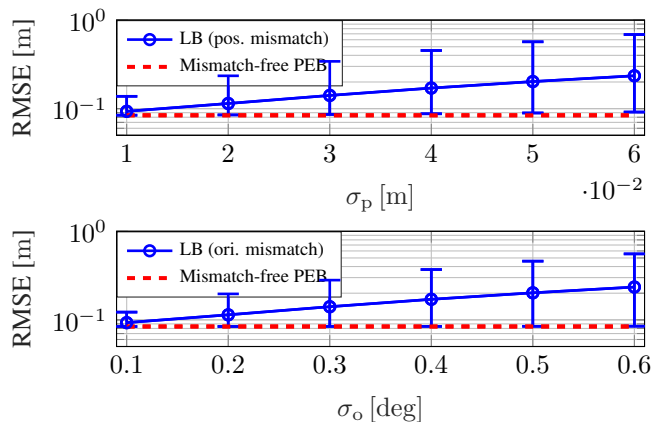 10^0
RMSE [m]
LB (pos. mismatch)
Mismatch-free PEB
10^−1
1 2 3 4 5 6
σ_p [m]
·10^−2
10^0
RMSE [m]
LB (ori. mismatch)
Mismatch-free PEB
10^−1
0.1 0.2 0.3 0.4 0.5 0.6
σ_o [deg]